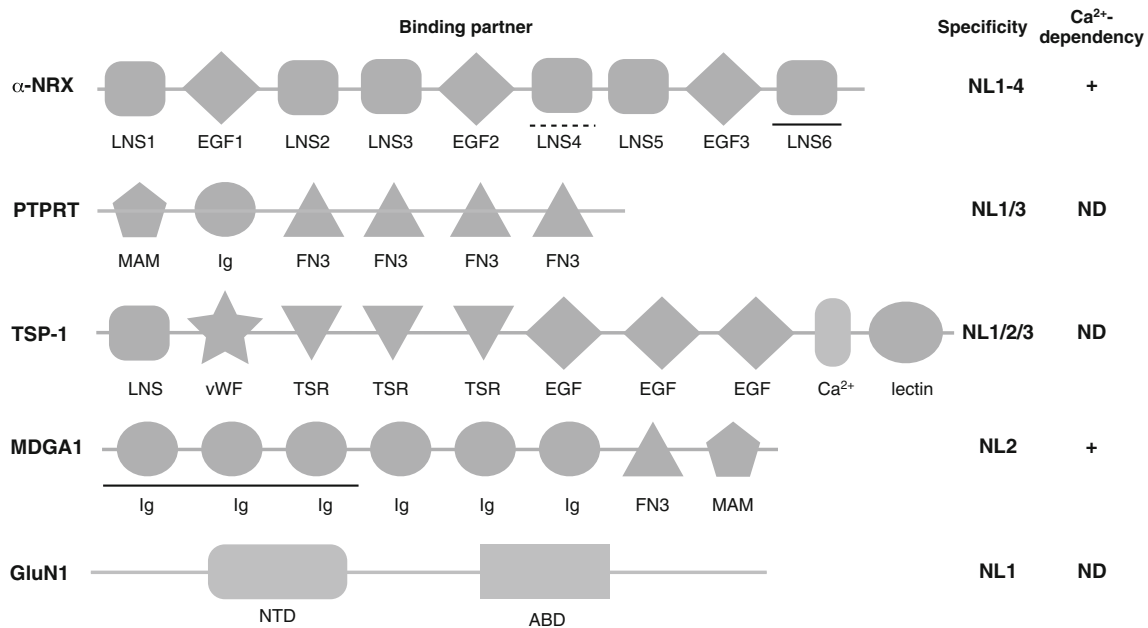 Binding partner Specificity Ca²⁺-
dependency
α-NRX NL1-4 +
LNS1 EGF1 LNS2 LNS3 EGF2 LNS4 LNS5 EGF3 LNS6
PTPRT NL1/3 ND
MAM Ig FN3 FN3 FN3 FN3
TSP-1 NL1/2/3 ND
LNS vWF TSR TSR TSR EGF EGF EGF Ca²⁺ lectin
MDGA1 NL2 +
Ig Ig Ig Ig Ig Ig FN3 MAM
GluN1 NL1 ND
NTD ABD